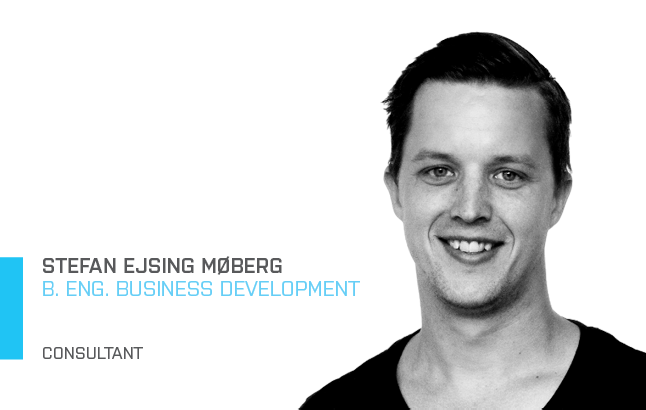 STEFAN EJSING MØBERG
B. ENG. BUSINESS DEVELOPMENT
CONSULTANT